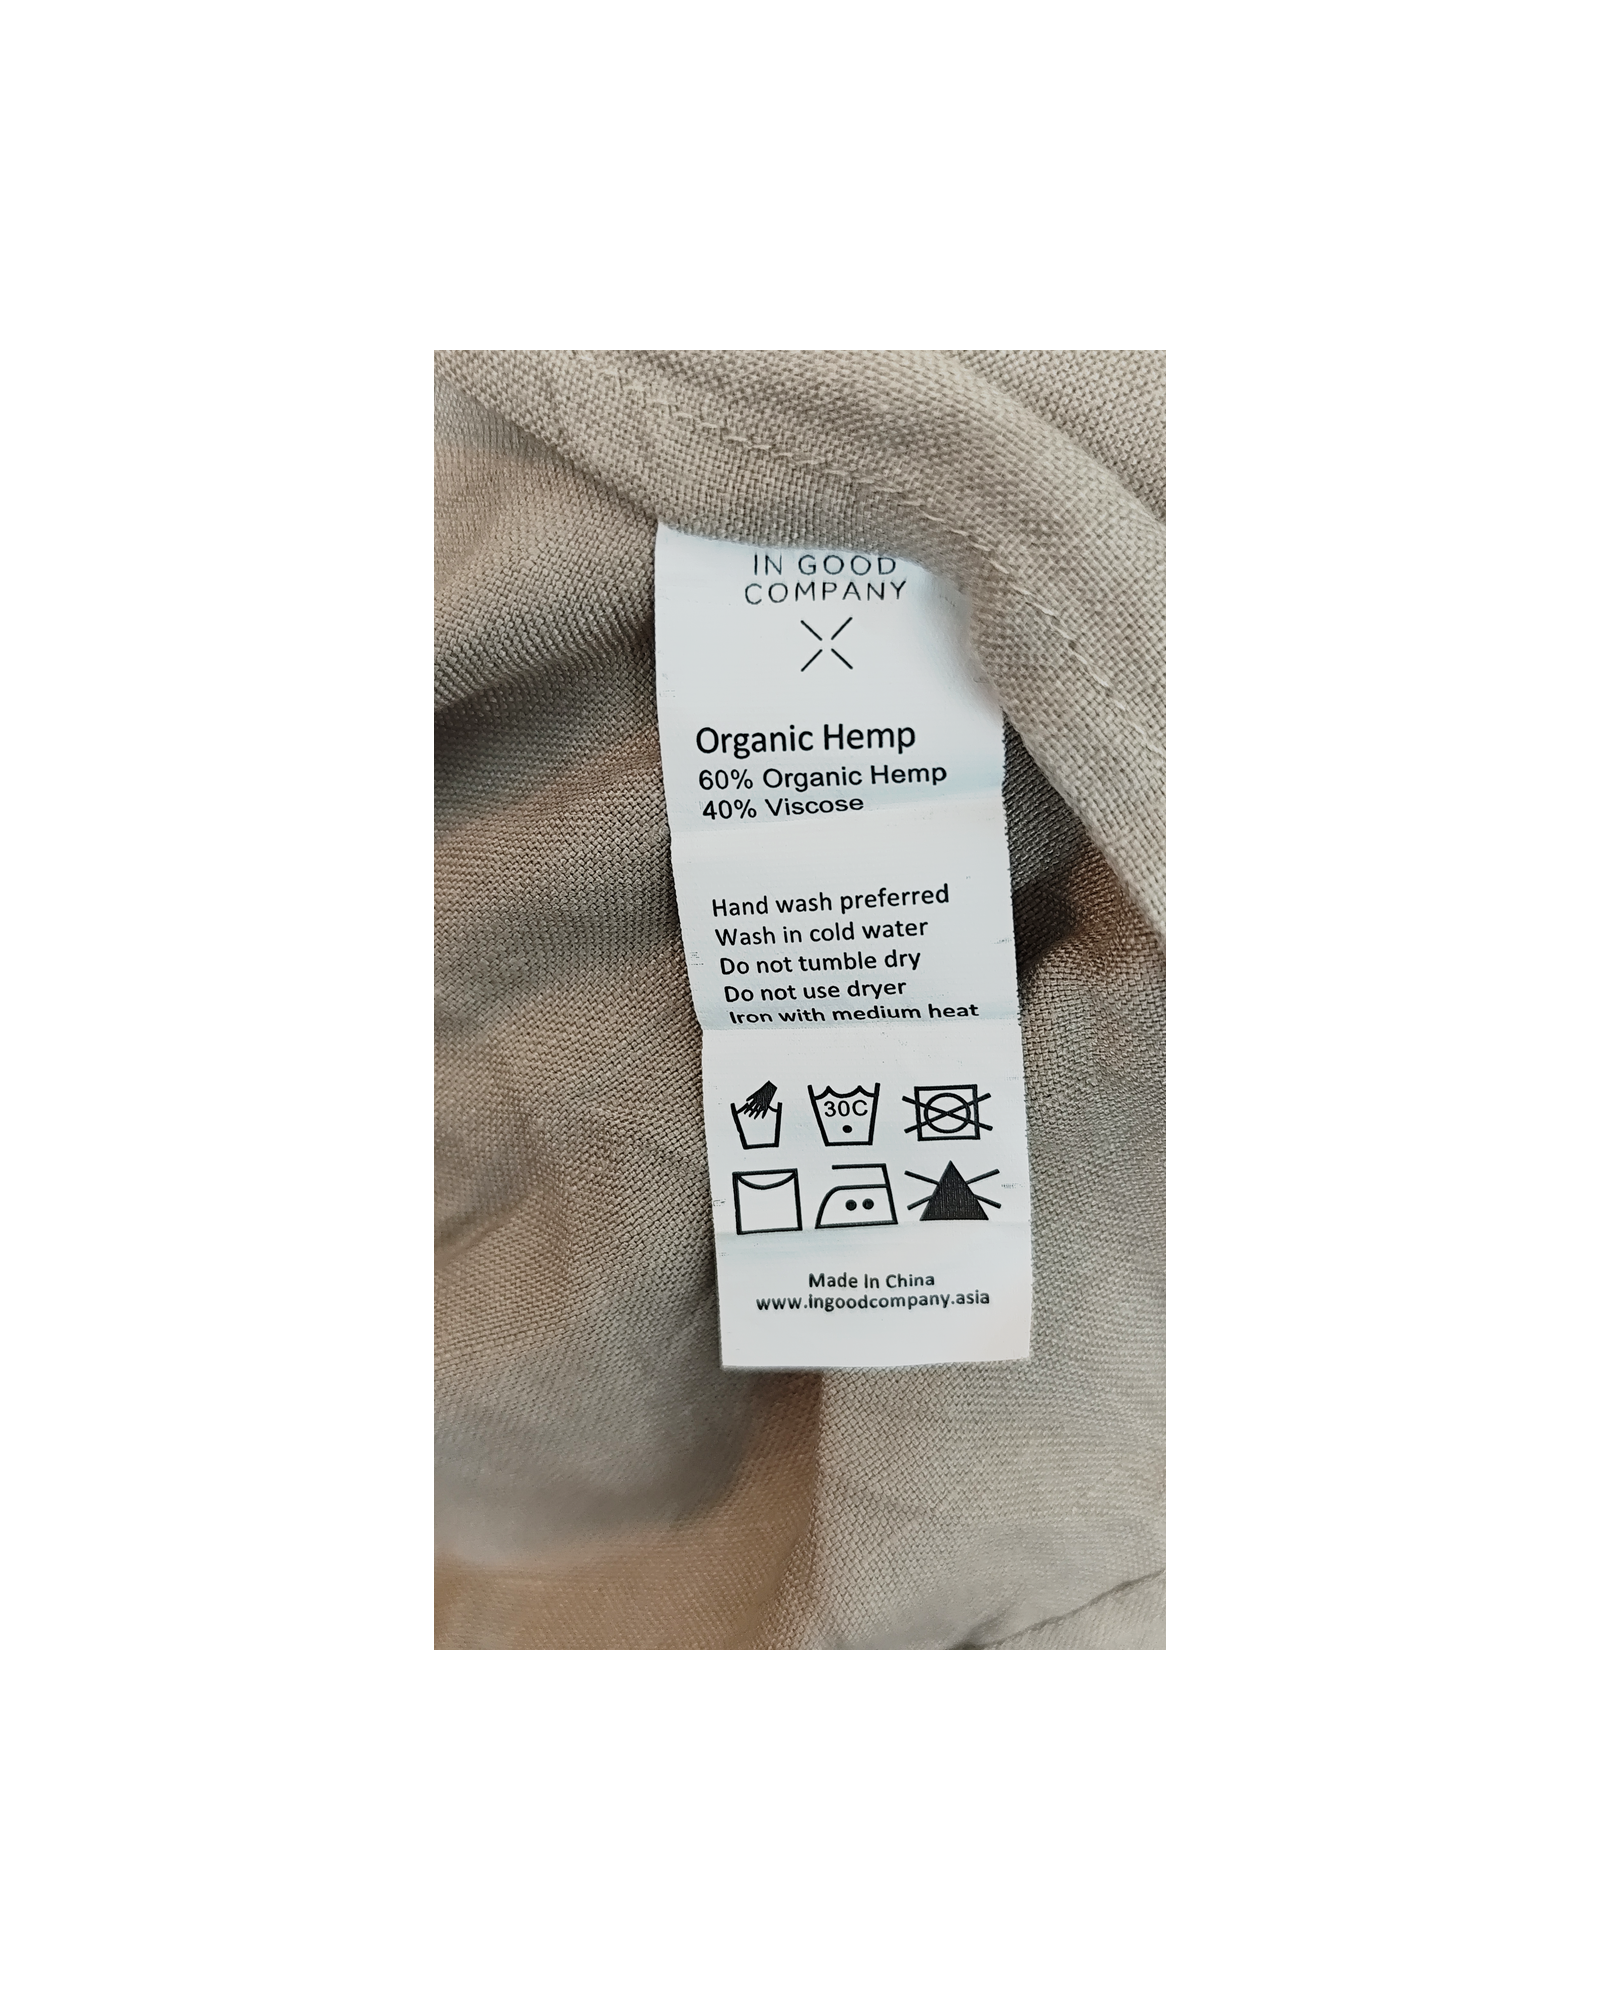 IN GOOD
COMPANY
Organic Hemp
60% Organic Hemp
40% Viscose
Hand wash preferred
Wash in cold water
Do not tumble dry
Do not use dryer
Iron with medium heat
30C
Made In China
www.ingoodcompany.asia